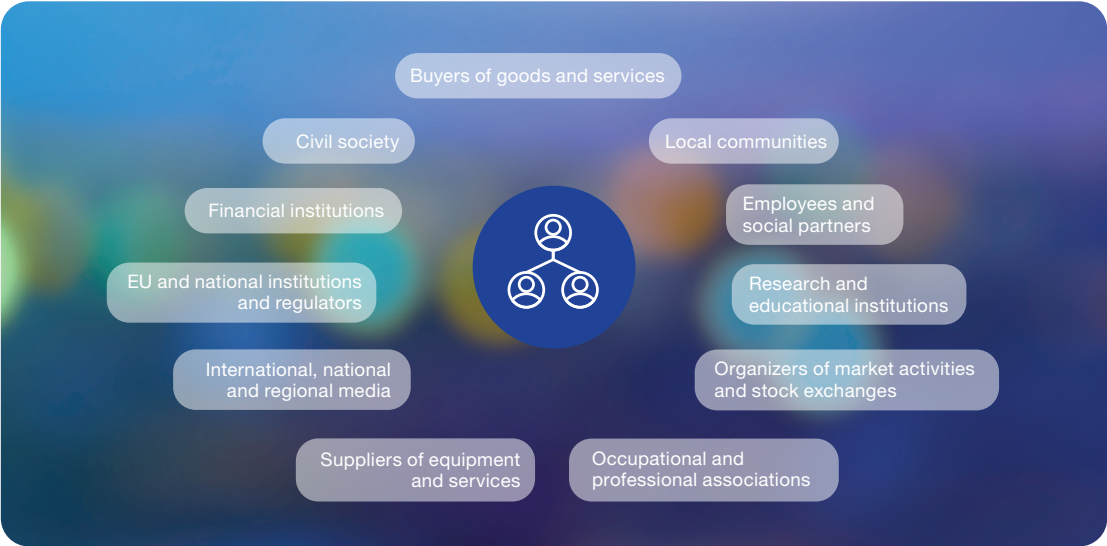 Buyers of goods and services
Civil society
Local communities
Financial institutions
Employees and
social partners
EU and national institutions
and regulators
Research and
educational institutions
International, national
and regional media
Organizers of market activities
and stock exchanges
Suppliers of equipment
and services
Occupational and
professional associations